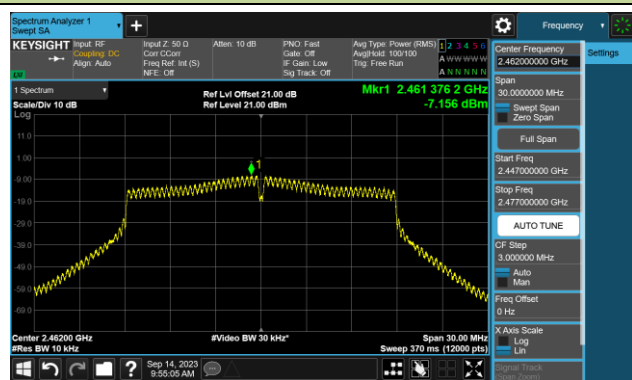 Spectrum Analyzer 1
Swept SA
+
Frequency
KEYSIGHT
Input: RF
Coupling: DC
Align: Auto
Input Z: 50 Ω
Corr CCorr
Freq Ref: Int (S)
NFE: Off
Atten: 10 dB
PNO: Fast
Gate: Off
IF Gain: Low
Sig Track: Off
Avg Type: Power (RMS)
Avg|Hold: 100/100
Trig: Free Run
1 2 3 4 5 6
A W W W W W
A N N N N N
LXI
1 Spectrum
Scale/Div 10 dB
Ref Lvl Offset 21.00 dB
Ref Level 21.00 dBm
Mkr1 2.461 376 2 GHz
-7.156 dBm
Log
11.0
1.00
-9.00
-19.0
-29.0
-39.0
-49.0
-59.0
-69.0
1
Center 2.46200 GHz
#Res BW 10 kHz
#Video BW 30 kHz*
Span 30.00 MHz
Sweep 370 ms (12000 pts)
Center Frequency
2.462000000 GHz
Settings
Span
30.0000000 MHz
Swept Span
Zero Span
Full Span
Start Freq
2.447000000 GHz
Stop Freq
2.477000000 GHz
AUTO TUNE
CF Step
3.000000 MHz
Auto
Man
Freq Offset
0 Hz
X Axis Scale
Log
Lin
Signal Track
(Span Zoom)
?
Sep 14, 2023
9:55:05 AM